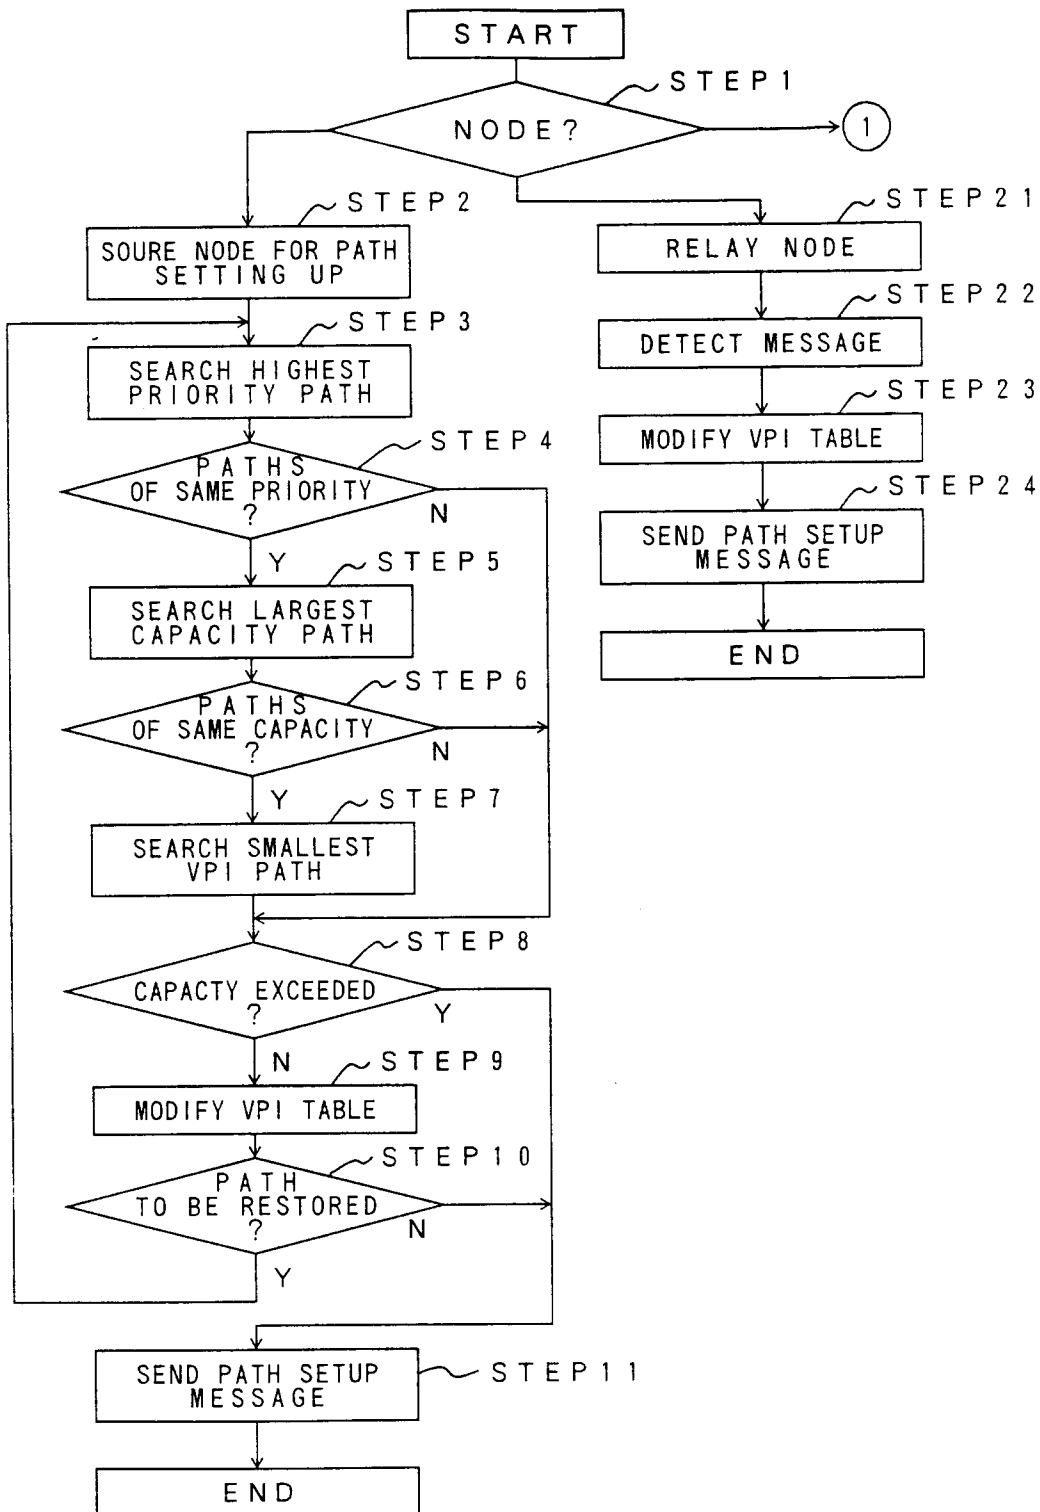 START
STEP1
NODE?
1
STEP2
SOURE NODE FOR PATH
SETTING UP
STEP3
SEARCH HIGHEST
PRIORITY PATH
STEP4
PATHS
OF SAME PRIORITY
?
N
Y
STEP5
SEARCH LARGEST
CAPACITY PATH
STEP6
PATHS
OF SAME CAPACITY
?
N
Y
STEP7
SEARCH SMALLEST
VPI PATH
STEP8
CAPACTY EXCEEDED
?
Y
N
STEP9
MODIFY VPI TABLE
STEP10
PATH
TO BE RESTORED
?
N
Y
SEND PATH SETUP
MESSAGE
STEP11
END
STEP21
RELAY NODE
STEP22
DETECT MESSAGE
STEP23
MODIFY VPI TABLE
STEP24
SEND PATH SETUP
MESSAGE
END